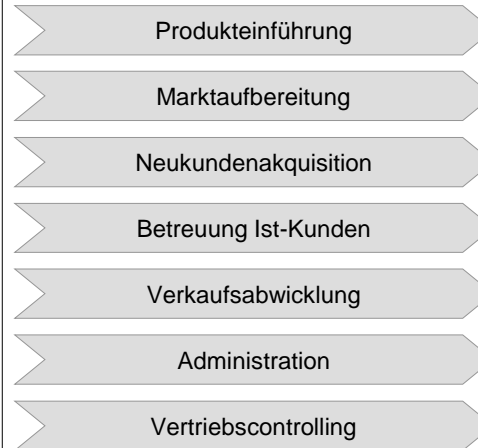 Produkteinführung
Marktaufbereitung
Neukundenakquisition
Betreuung Ist-Kunden
Verkaufsabwicklung
Administration
Vertriebscontrolling